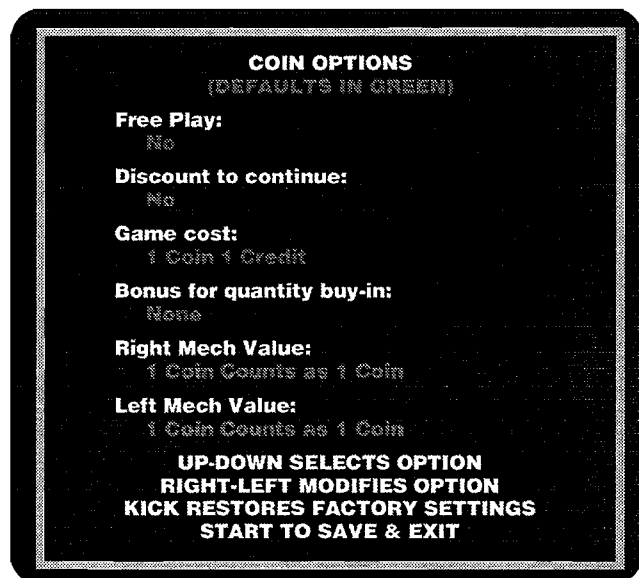 COIN OPTIONS
(DEFAULTS IN GREEN)
Free Play:
No
Discount to continue:
No
Game cost:
1 Coin 1 Credit
Bonus for quantity buy-in:
None
Right Mech Value:
1 Coin Counts as 1 Coin
Left Mech Value:
1 Coin Counts as 1 Coin
UP-DOWN SELECTS OPTION
RIGHT-LEFT MODIFIES OPTION
KICK RESTORES FACTORY SETTINGS
START TO SAVE & EXIT